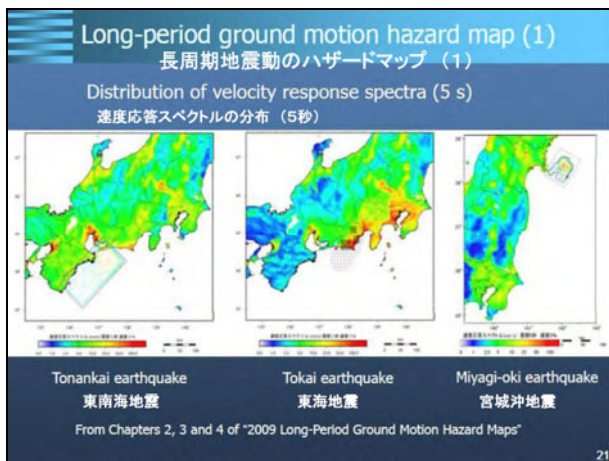 Long-period ground motion hazard map (1)
長周期地震動のハザードマップ (1)
Distribution of velocity response spectra (5 s)
速度応答スペクトルの分布 (5秒)
Tonankai earthquake
東南海地震
Tokai earthquake
東海地震
Miyagi-oki earthquake
宮城沖地震
From Chapters 2, 3 and 4 of "2009 Long-Period Ground Motion Hazard Maps"
21